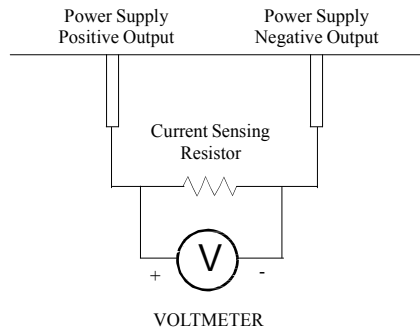 Power Supply
Positive Output
Power Supply
Negative Output
Current Sensing
Resistor
V
+
-
VOLTMETER